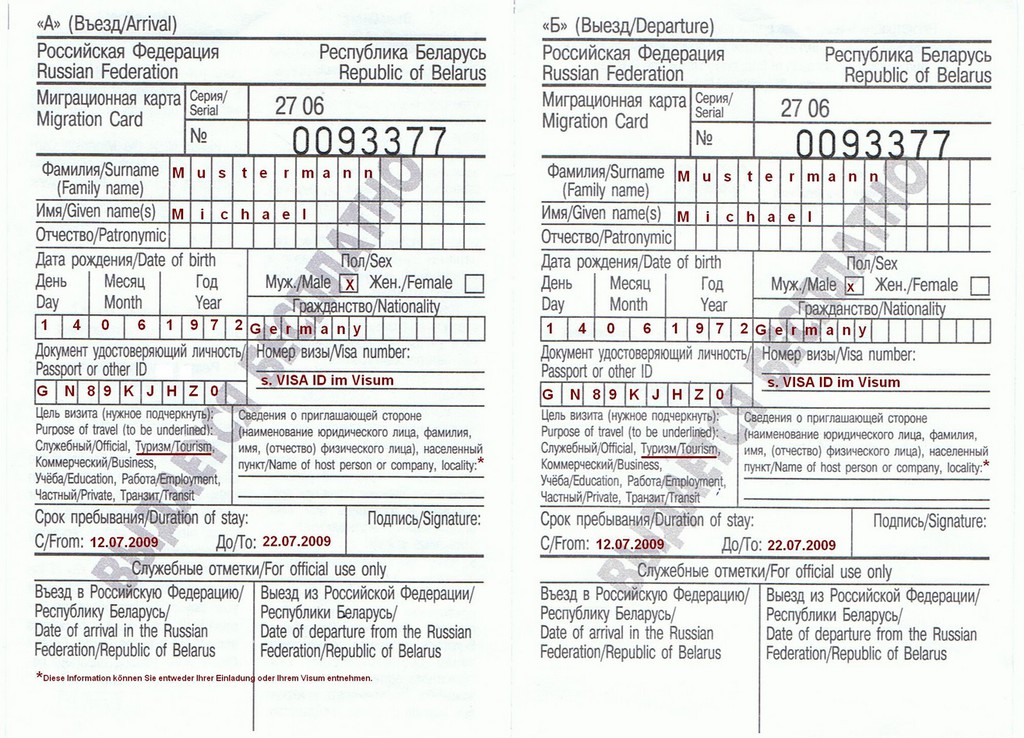 «А» (Въезд/Arrival)
Российская Федерация Республика Беларусь
Russian Federation Republic of Belarus
Миграционная карта
Migration Card
Серия/
Serial
27 06
№
0093377
Фамилия/Surname
(Family name)
Mustermann
Имя/Given name(s)
Michael
Отчество/Patronymic
Дата рождения/Date of birth
День Месяц Год
Day Month Year
14061972
Пол/Sex
Муж./Male x Жен./Female
Гражданство/Nationality
Germany
Документ удостоверяющий личность/
Passport or other ID
GN89KJHZ0
Номер визы/Visa number:
s. VISA ID im Visum
Цель визита (нужное подчеркнуть):
Purpose of travel (to be underlined):
Служебный/Official, Туризм/Tourism,
Коммерческий/Business,
Учёба/Education, Работа/Employment,
Частный/Private, Транзит/Transit
Сведения о приглашающей стороне
(наименование юридического лица, фамилия,
имя, (отчество) физического лица), населенный
пункт/Name of host person or company, locality:*
Срок пребывания/Duration of stay:
С/From: 12.07.2009 До/To: 22.07.2009
Подпись/Signature:
Служебные отметки/For official use only
Въезд в Российскую Федерацию/
Республику Беларусь/
Date of arrival in the Russian
Federation/Republic of Belarus
Выезд из Российской Федерации/
Республики Беларусь/
Date of departure from the Russian
Federation/Republic of Belarus
*Diese Information können Sie entweder Ihrer Einladung oder Ihrem Visum entnehmen.
ВЫДАЕТСЯ БЕСПЛАТНО
«Б» (Выезд/Departure)
Российская Федерация Республика Беларусь
Russian Federation Republic of Belarus
Миграционная карта
Migration Card
Серия/
Serial
27 06
№
0093377
Фамилия/Surname
(Family name)
Mustermann
Имя/Given name(s)
Michael
Отчество/Patronymic
Дата рождения/Date of birth
День Месяц Год
Day Month Year
14061972
Пол/Sex
Муж./Male x Жен./Female
Гражданство/Nationality
Germany
Документ удостоверяющий личность/
Passport or other ID
GN89KJHZ0
Номер визы/Visa number:
s. VISA ID im Visum
Цель визита (нужное подчеркнуть):
Purpose of travel (to be underlined):
Служебный/Official, Туризм/Tourism,
Коммерческий/Business,
Учёба/Education, Работа/Employment,
Частный/Private, Транзит/Transit
Сведения о приглашающей стороне
(наименование юридического лица, фамилия,
имя, (отчество) физического лица), населенный
пункт/Name of host person or company, locality:*
Срок пребывания/Duration of stay:
С/From: 12.07.2009 До/To: 22.07.2009
Подпись/Signature:
Служебные отметки/For official use only
Въезд в Российскую Федерацию/
Республику Беларусь/
Date of arrival in the Russian
Federation/Republic of Belarus
Выезд из Российской Федерации/
Республики Беларусь/
Date of departure from the Russian
Federation/Republic of Belarus
ВЫДАЕТСЯ БЕСПЛАТНО